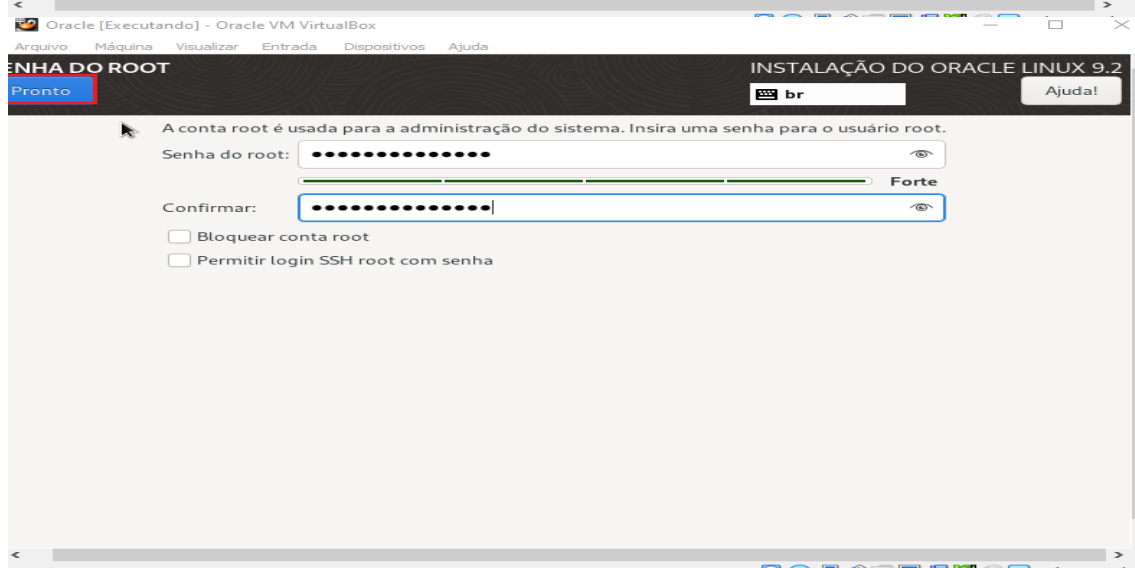 Oracle [Executando] - Oracle VM VirtualBox
Arquivo Máquina Visualizar Entrada Dispositivos Ajuda
ENHA DO ROOT
INSTALAÇÃO DO ORACLE LINUX 9.2
Pronto
br
Ajuda!
A conta root é usada para a administração do sistema. Insira uma senha para o usuário root.
Senha do root: ••••••••••••••
Forte
Confirmar: ••••••••••••••
Bloquear conta root
Permitir login SSH root com senha